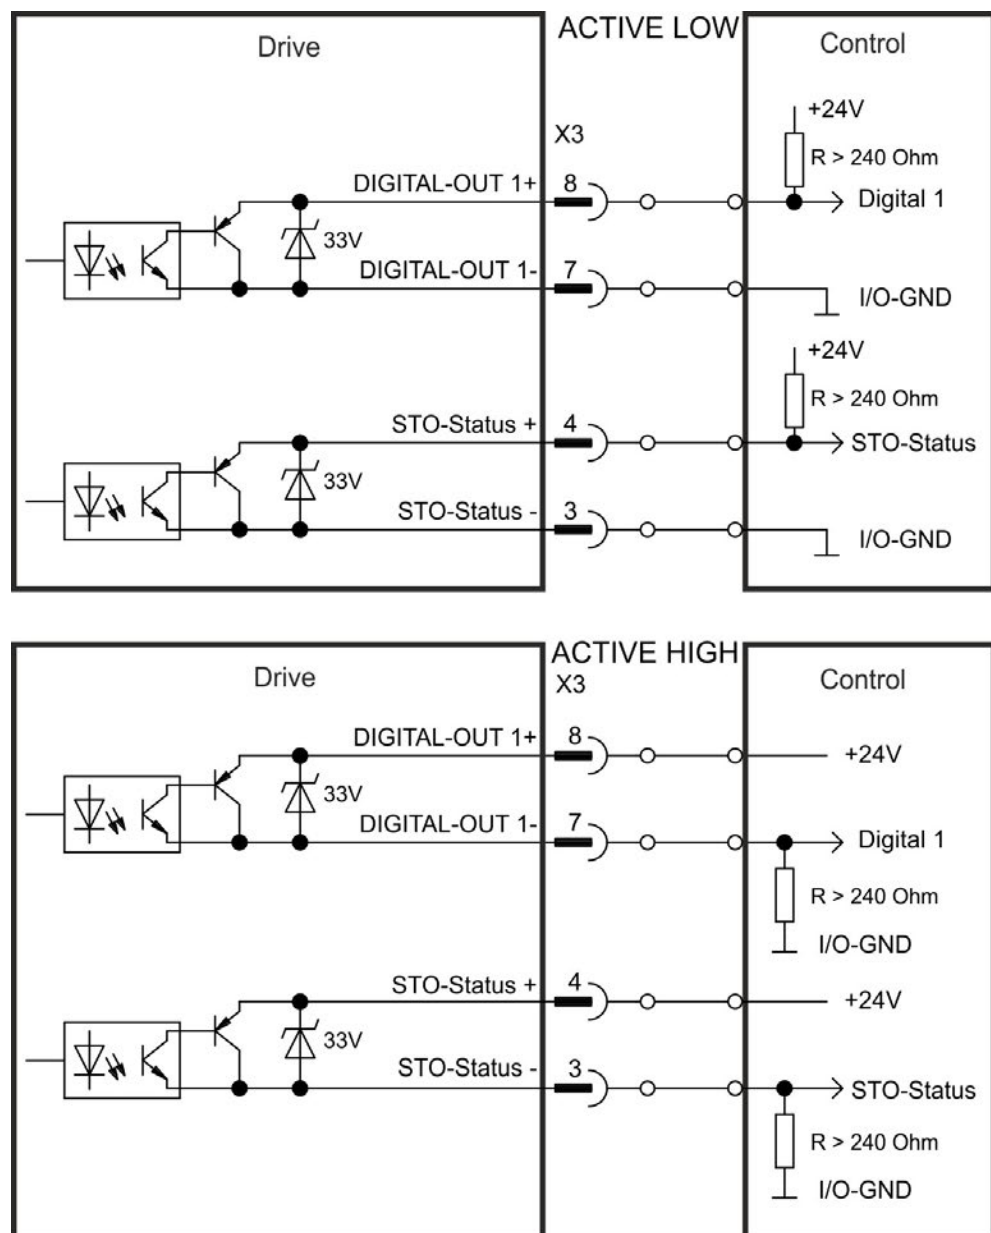 ACTIVE LOW
Drive
Control
X3
+24V
R > 240 Ohm
DIGITAL-OUT 1+
8
Digital 1
33V
DIGITAL-OUT 1-
7
I/O-GND
+24V
R > 240 Ohm
STO-Status +
4
STO-Status
33V
STO-Status -
3
I/O-GND
ACTIVE HIGH
Drive
X3
Control
DIGITAL-OUT 1+
8
+24V
33V
DIGITAL-OUT 1-
7
Digital 1
R > 240 Ohm
I/O-GND
STO-Status +
4
+24V
33V
STO-Status -
3
STO-Status
R > 240 Ohm
I/O-GND